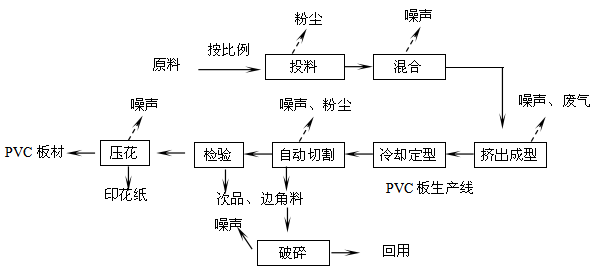 粉尘
噪声
原料
按比例
投料
混合
噪声
噪声、粉尘
噪声、废气
PVC 板材
压花
检验
自动切割
冷却定型
挤出成型
印花纸
次品、边角料
PVC 板生产线
噪声
破碎
回用